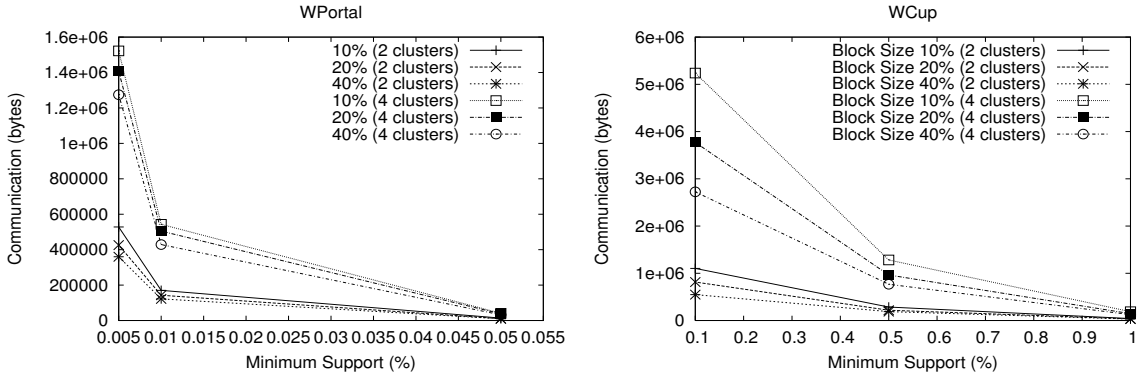 WPortal
1.6e+06
1.4e+06
1.2e+06
1e+06
800000
600000
400000
200000
0
Communication (bytes)
10% (2 clusters)
20% (2 clusters)
40% (2 clusters)
10% (4 clusters)
20% (4 clusters)
40% (4 clusters)
0.005 0.01 0.015 0.02 0.025 0.03 0.035 0.04 0.045 0.05 0.055
Minimum Support (%)
WCup
6e+06
5e+06
4e+06
3e+06
2e+06
1e+06
0
Communication (bytes)
Block Size 10% (2 clusters)
Block Size 20% (2 clusters)
Block Size 40% (2 clusters)
Block Size 10% (4 clusters)
Block Size 20% (4 clusters)
Block Size 40% (4 clusters)
0.1 0.2 0.3 0.4 0.5 0.6 0.7 0.8 0.9 1
Minimum Support (%)